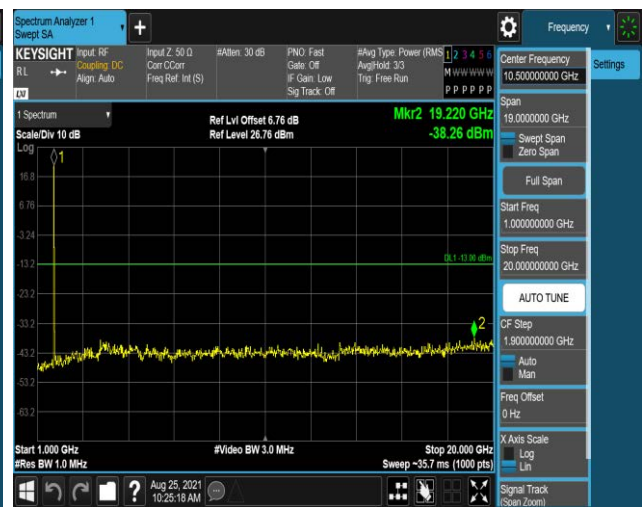 Spectrum Analyzer 1
Swept SA
+
Frequency
KEYSIGHT
RL
LXI
Input: RF
Coupling: DC
Align: Auto
Input Z: 50 Ω
Corr CCorr
Freq Ref: Int (S)
#Atten: 30 dB
PNO: Fast
Gate: Off
IF Gain: Low
Sig Track: Off
#Avg Type: Power (RMS
Avg|Hold: 3/3
Trig: Free Run
1 2 3 4 5 6
M W W W W W
P P P P P P
Center Frequency
10.500000000 GHz
Settings
Span
19.0000000 GHz
Swept Span
Zero Span
Full Span
Start Freq
1.000000000 GHz
Stop Freq
20.000000000 GHz
AUTO TUNE
CF Step
1.900000000 GHz
Auto
Man
Freq Offset
0 Hz
X Axis Scale
Log
Lin
Signal Track
(Span Zoom)
1 Spectrum
Scale/Div 10 dB
Ref Lvl Offset 6.76 dB
Ref Level 26.76 dBm
Mkr2 19.220 GHz
-38.26 dBm
Log
1
16.8
6.76
-3.24
-13.2
-23.2
-33.2
-43.2
-53.2
-63.2
2
Start 1.000 GHz
#Res BW 1.0 MHz
#Video BW 3.0 MHz
Stop 20.000 GHz
Sweep ~35.7 ms (1000 pts)
?
Aug 25, 2021
10:25:18 AM